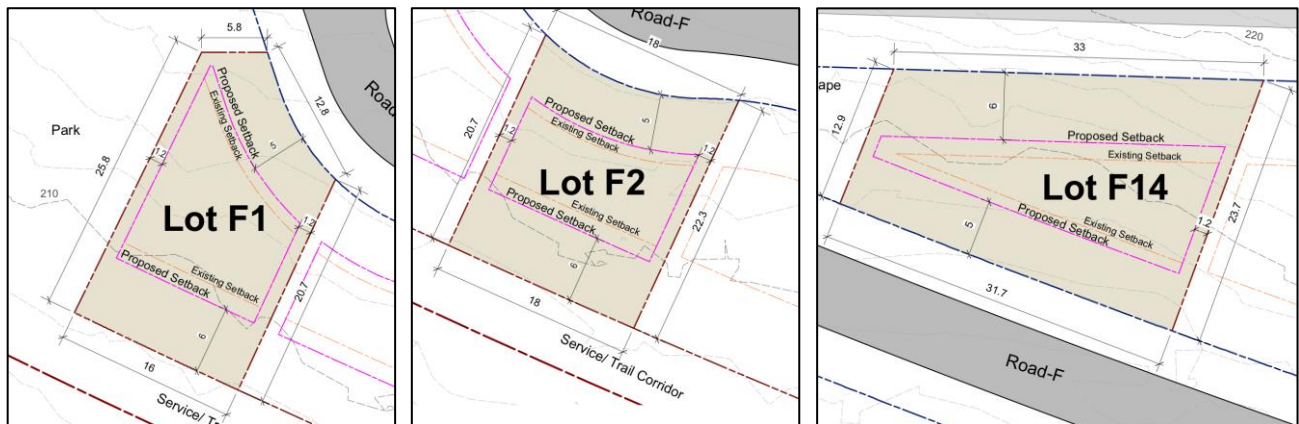 5.8
Road
Proposed Setback
Existing Setback
12.8
Park
25.8
1.2
5
210
Lot F1
1.2
Existing Setback
Proposed Setback
20.7
6
16
Service/ Tra
Road-F
18
20.7
Proposed Setback
5
1.2
Existing Setback
1.2
Lot F2
Existing Setback
Proposed Setback
22.3
6
18
Service/ Trail Corridor
220
33
ape
12.9
6
Proposed Setback
Existing Setback
Lot F14
Existing Setback
Proposed Setback
1.2
23.7
5
31.7
Road-F